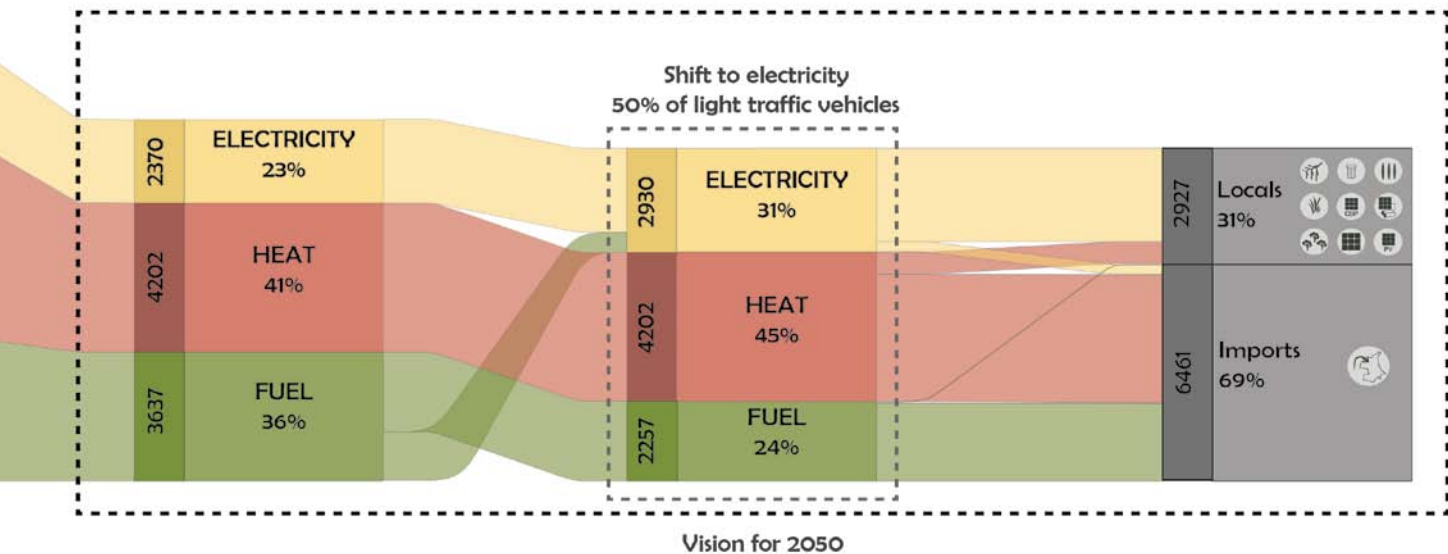 Shift to electricity
50% of light traffic vehicles
2370
ELECTRICITY
23%
4202
HEAT
41%
3637
FUEL
36%
2930
ELECTRICITY
31%
4202
HEAT
45%
2257
FUEL
24%
2927
Locals
31%
PV
6461
Imports
69%
Vision for 2050